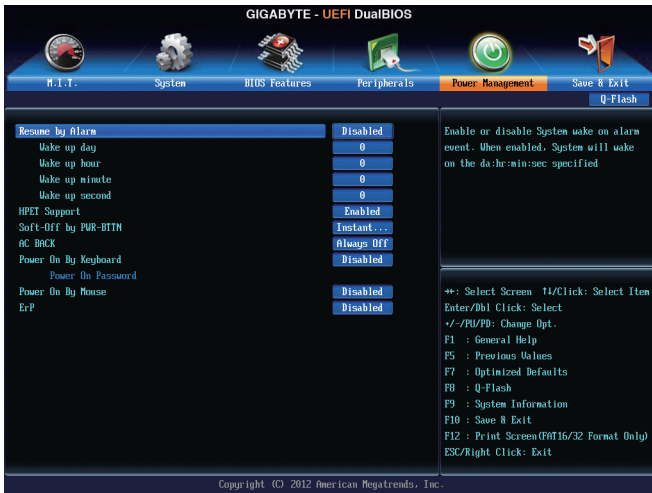 GIGABYTE - UEFI DualBIOS
M.I.T.
System
BIOS Features
Peripherals
Power Management
Save & Exit
Q-Flash
Resume by Alarm Disabled
Wake up day 0
Wake up hour 0
Wake up minute 0
Wake up second 0
HPET Support Enabled
Soft-Off by PWR-BTTN Instant...
AC BACK Always Off
Power On By Keyboard Disabled
Power On Password
Power On By Mouse Disabled
ErP Disabled
Enable or disable System wake on alarm
event. When enabled, System will wake
on the da:hr:min:sec specified
→←: Select Screen ↑↓/Click: Select Item
Enter/Dbl Click: Select
+/-/PU/PD: Change Opt.
F1 : General Help
F5 : Previous Values
F7 : Optimized Defaults
F8 : Q-Flash
F9 : System Information
F10 : Save & Exit
F12 : Print Screen(FAT16/32 Format Only)
ESC/Right Click: Exit
Copyright (C) 2012 American Megatrends, Inc.